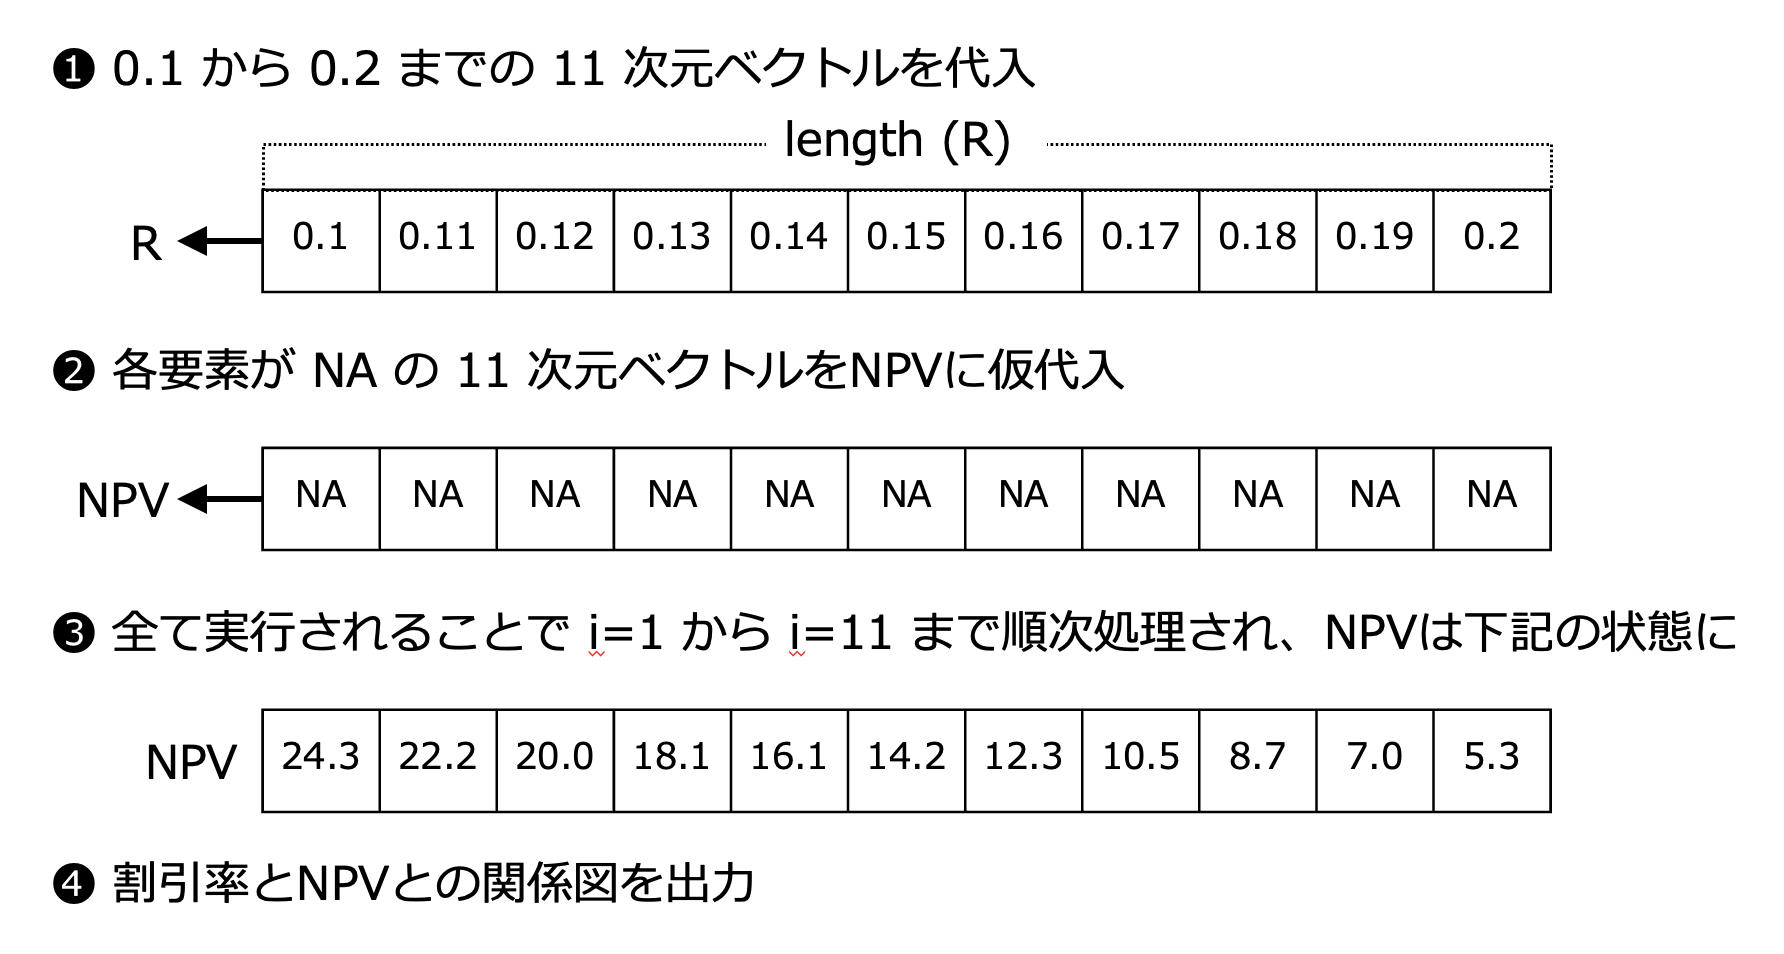 ❶ 0.1 から 0.2 までの 11 次元ベクトルを代入
length (R)
R 0.1 0.11 0.12 0.13 0.14 0.15 0.16 0.17 0.18 0.19 0.2
❷ 各要素が NA の 11 次元ベクトルをNPVに仮代入
NPV NA NA NA NA NA NA NA NA NA NA NA
❸ 全て実行されることで i=1 から i=11 まで順次処理され、NPVは下記の状態に
NPV 24.3 22.2 20.0 18.1 16.1 14.2 12.3 10.5 8.7 7.0 5.3
❹ 割引率とNPVとの関係図を出力